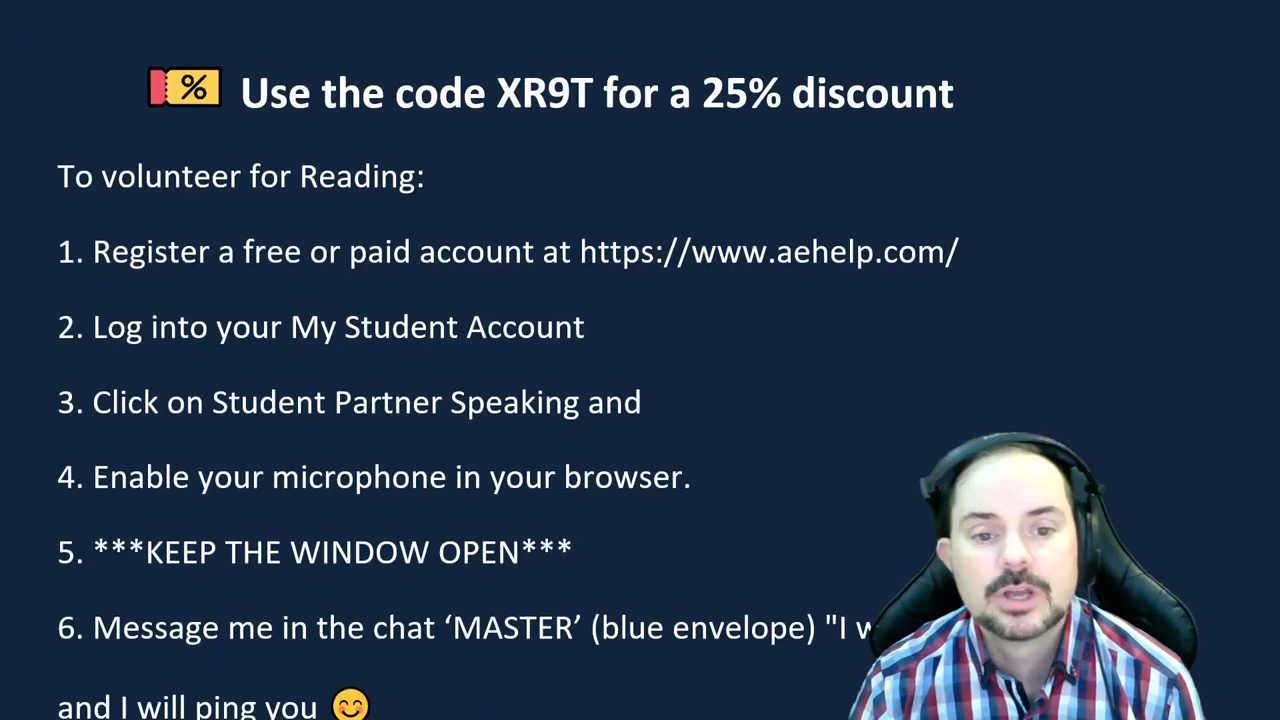 % Use the code XR9T for a 25% discount
To volunteer for Reading:
1. Register a free or paid account at https://www.aehelp.com/
2. Log into your My Student Account
3. Click on Student Partner Speaking and
4. Enable your microphone in your browser.
5. ***KEEP THE WINDOW OPEN***
6. Message me in the chat ‘MASTER’ (blue envelope) "I
and I will ping you 😊